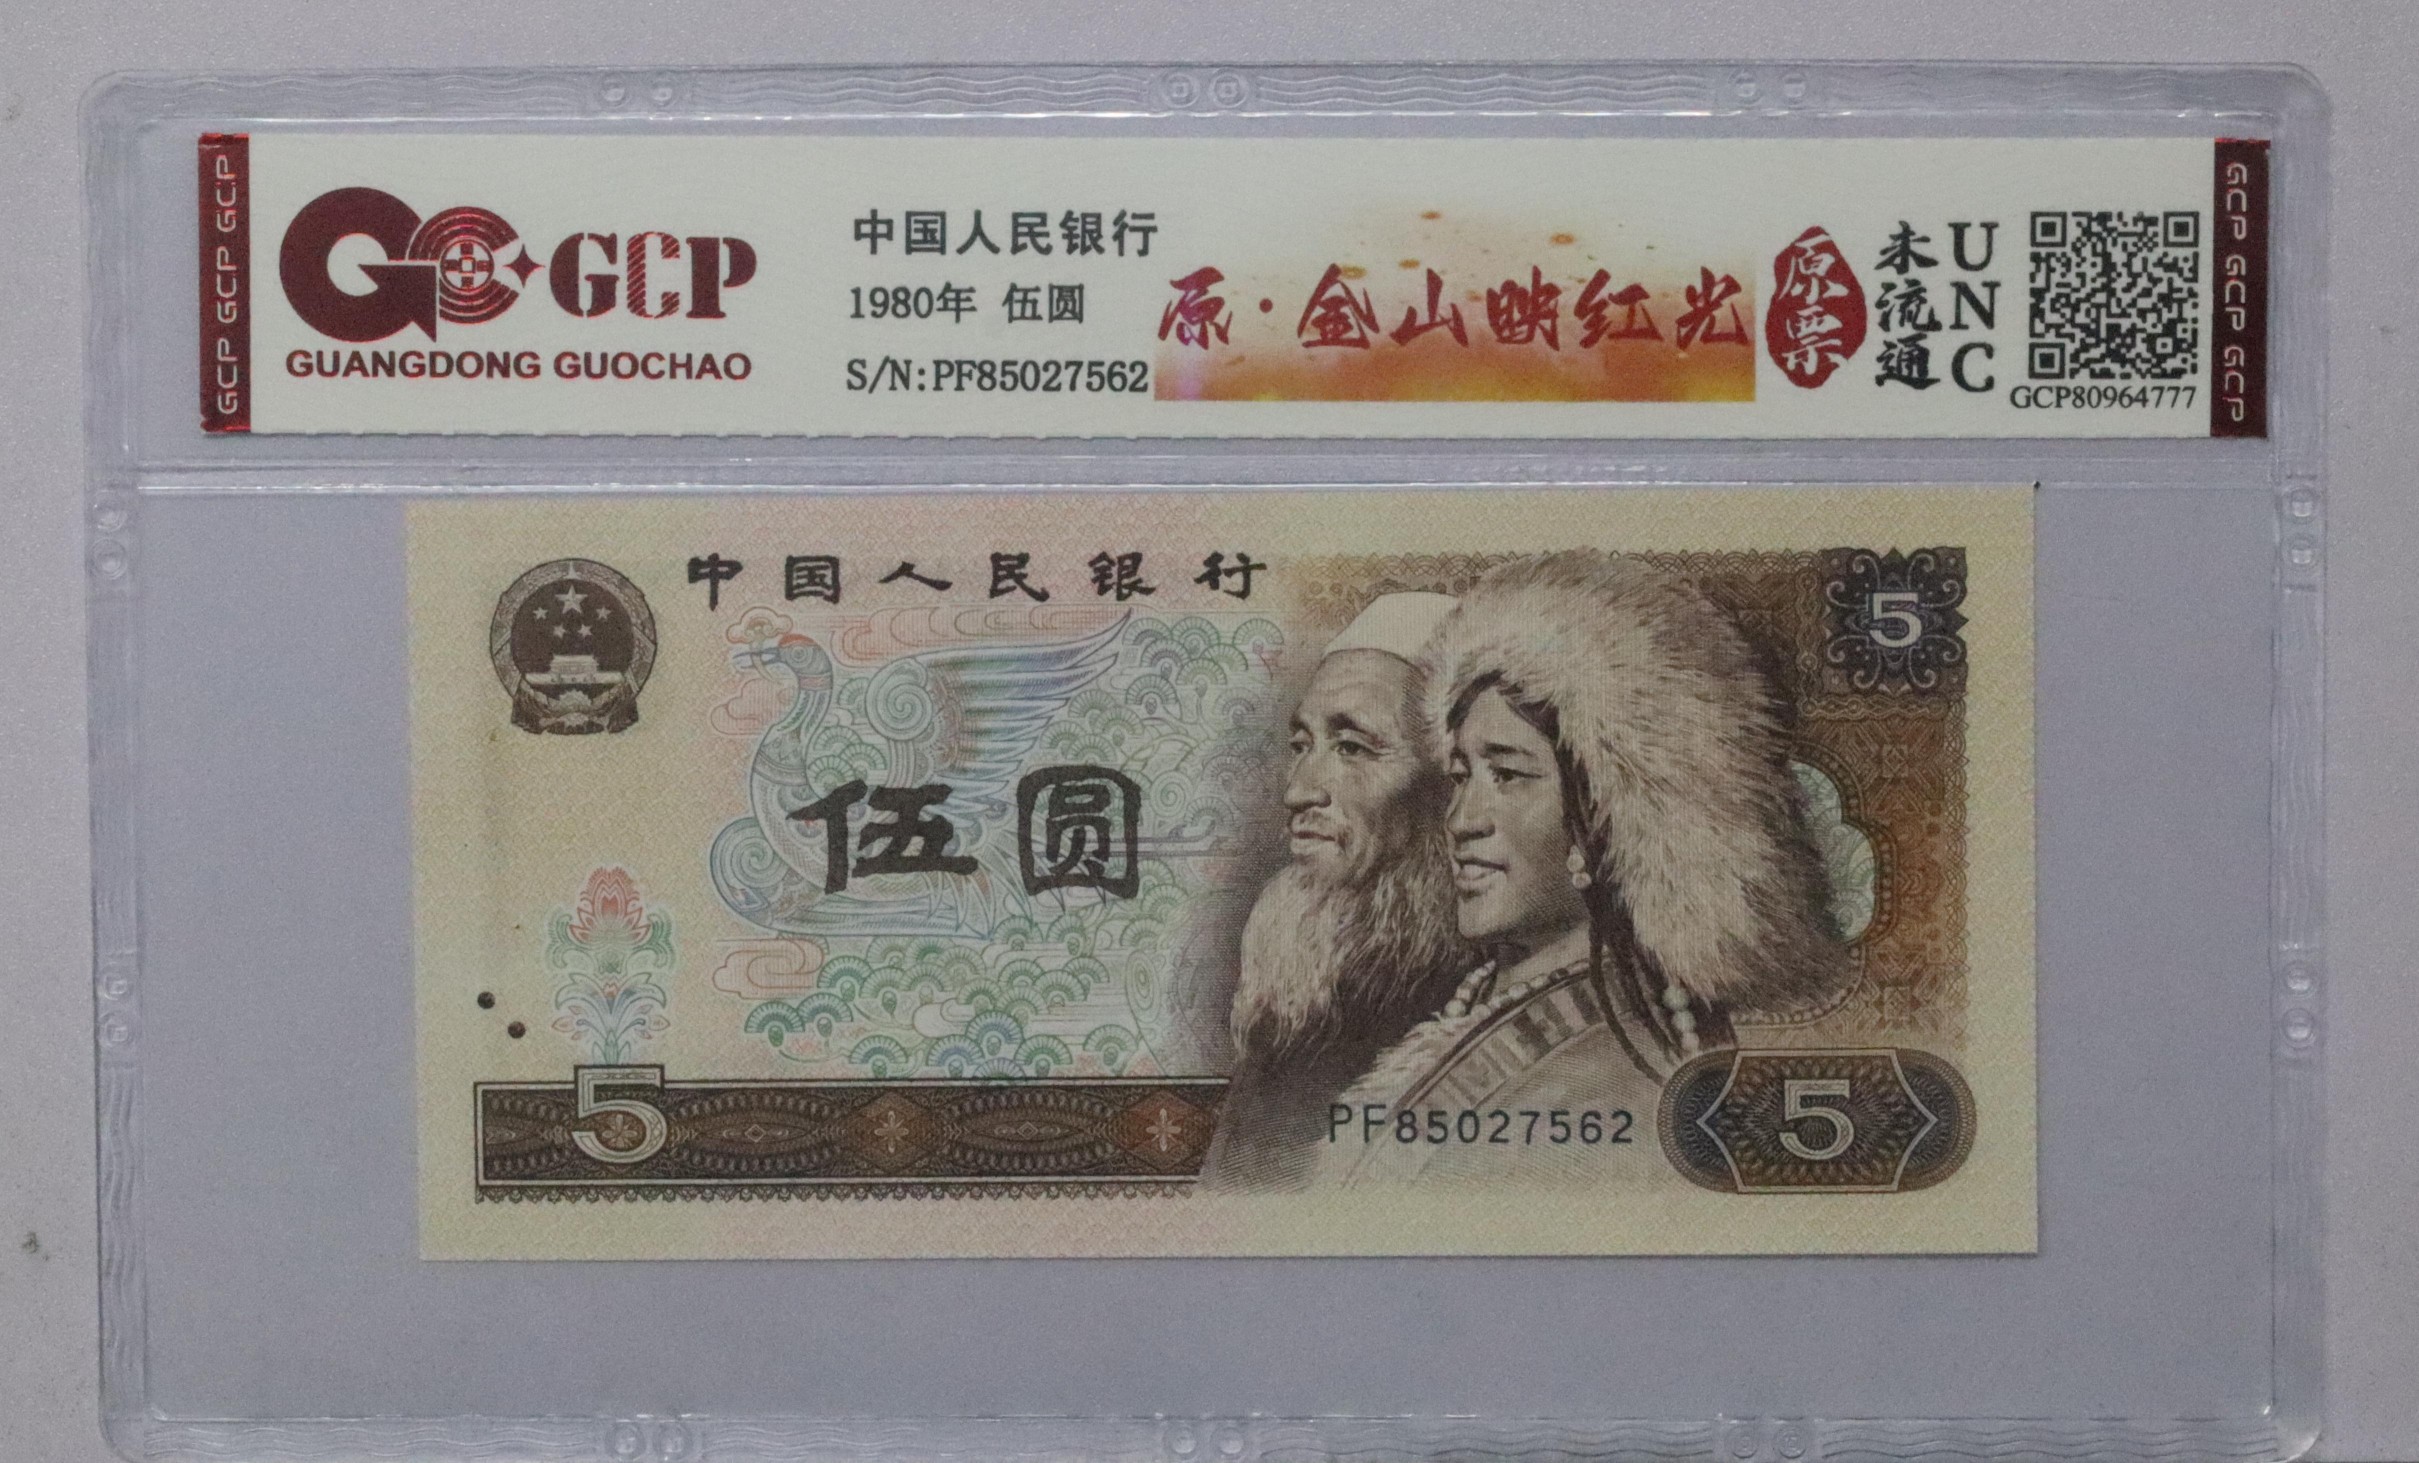 GCP GCP GCP
GCP
GUANGDONG GUOCHAO
中国人民银行
1980年 伍圆
S/N:PF85027562
原·金山映红光
原票
未流通
UNC
GCP80964777
GCP GCP GCP
中国人民银行
5
伍圆
5
PF85027562
5